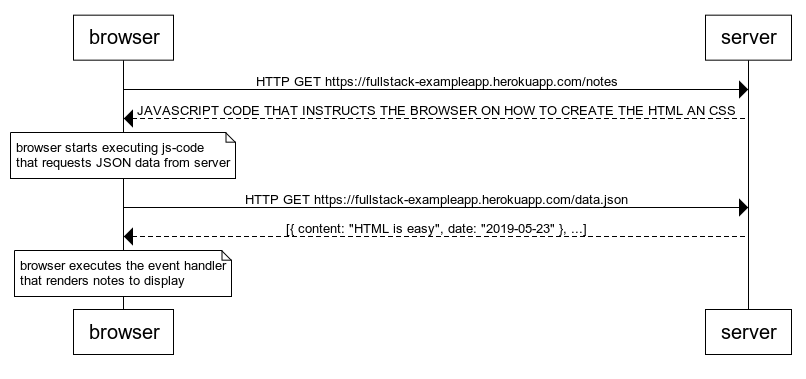 browser
server
HTTP GET https://fullstack-exampleapp.herokuapp.com/notes
JAVASCRIPT CODE THAT INSTRUCTS THE BROWSER ON HOW TO CREATE THE HTML AN CSS
browser starts executing js-code
that requests JSON data from server
HTTP GET https://fullstack-exampleapp.herokuapp.com/data.json
[{ content: "HTML is easy", date: "2019-05-23" }, ...]
browser executes the event handler
that renders notes to display
browser
server